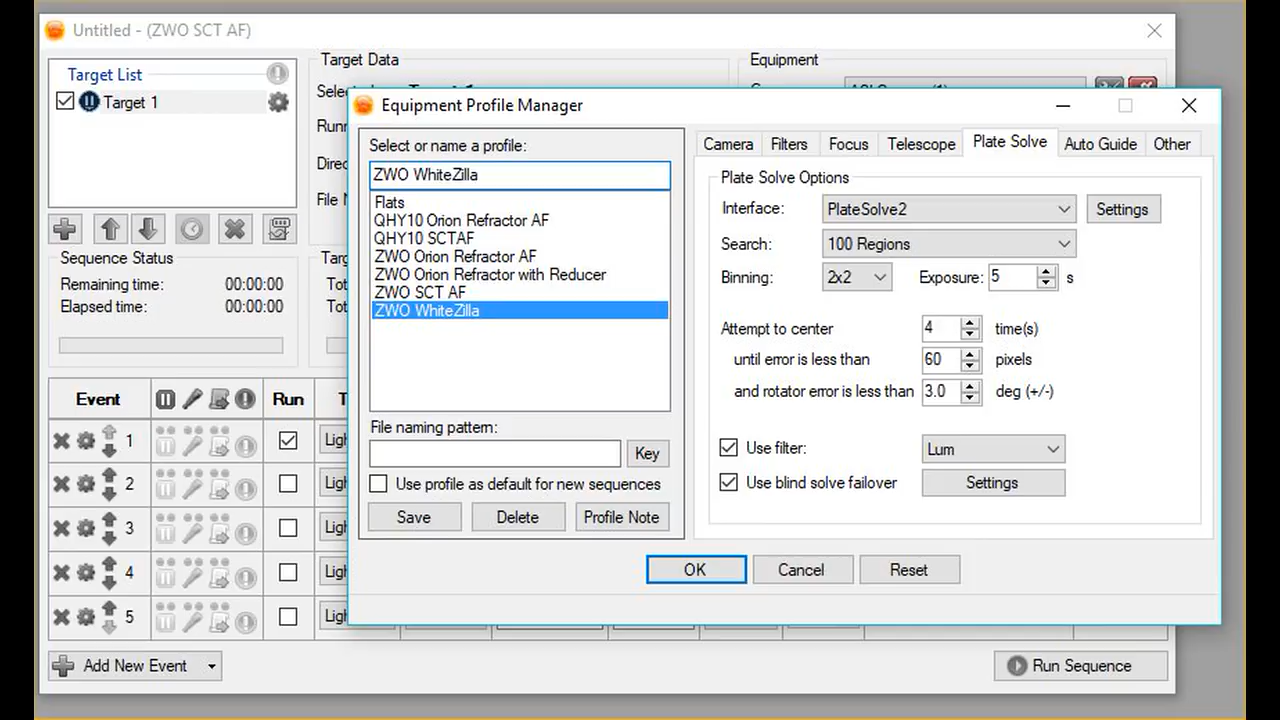 Untitled - (ZWO SCT AF)
Target List
Target 1
Target Data
Equipment
Sequence Status
Remaining time: 00:00:00
Elapsed time: 00:00:00
Event Run
1
2
3
4
5
Add New Event
Run Sequence
Equipment Profile Manager
Select or name a profile:
ZWO WhiteZilla
Flats
QHY10 Orion Refractor AF
QHY10 SCTAF
ZWO Orion Refractor AF
ZWO Orion Refractor with Reducer
ZWO SCT AF
ZWO WhiteZilla
File naming pattern:
Key
Use profile as default for new sequences
Save Delete Profile Note
Camera Filters Focus Telescope Plate Solve Auto Guide Other
Plate Solve Options
Interface: PlateSolve2 Settings
Search: 100 Regions
Binning: 2x2 Exposure: 5 s
Attempt to center 4 time(s)
until error is less than 60 pixels
and rotator error is less than 3.0 deg (+/-)
Use filter: Lum
Use blind solve failover Settings
OK Cancel Reset